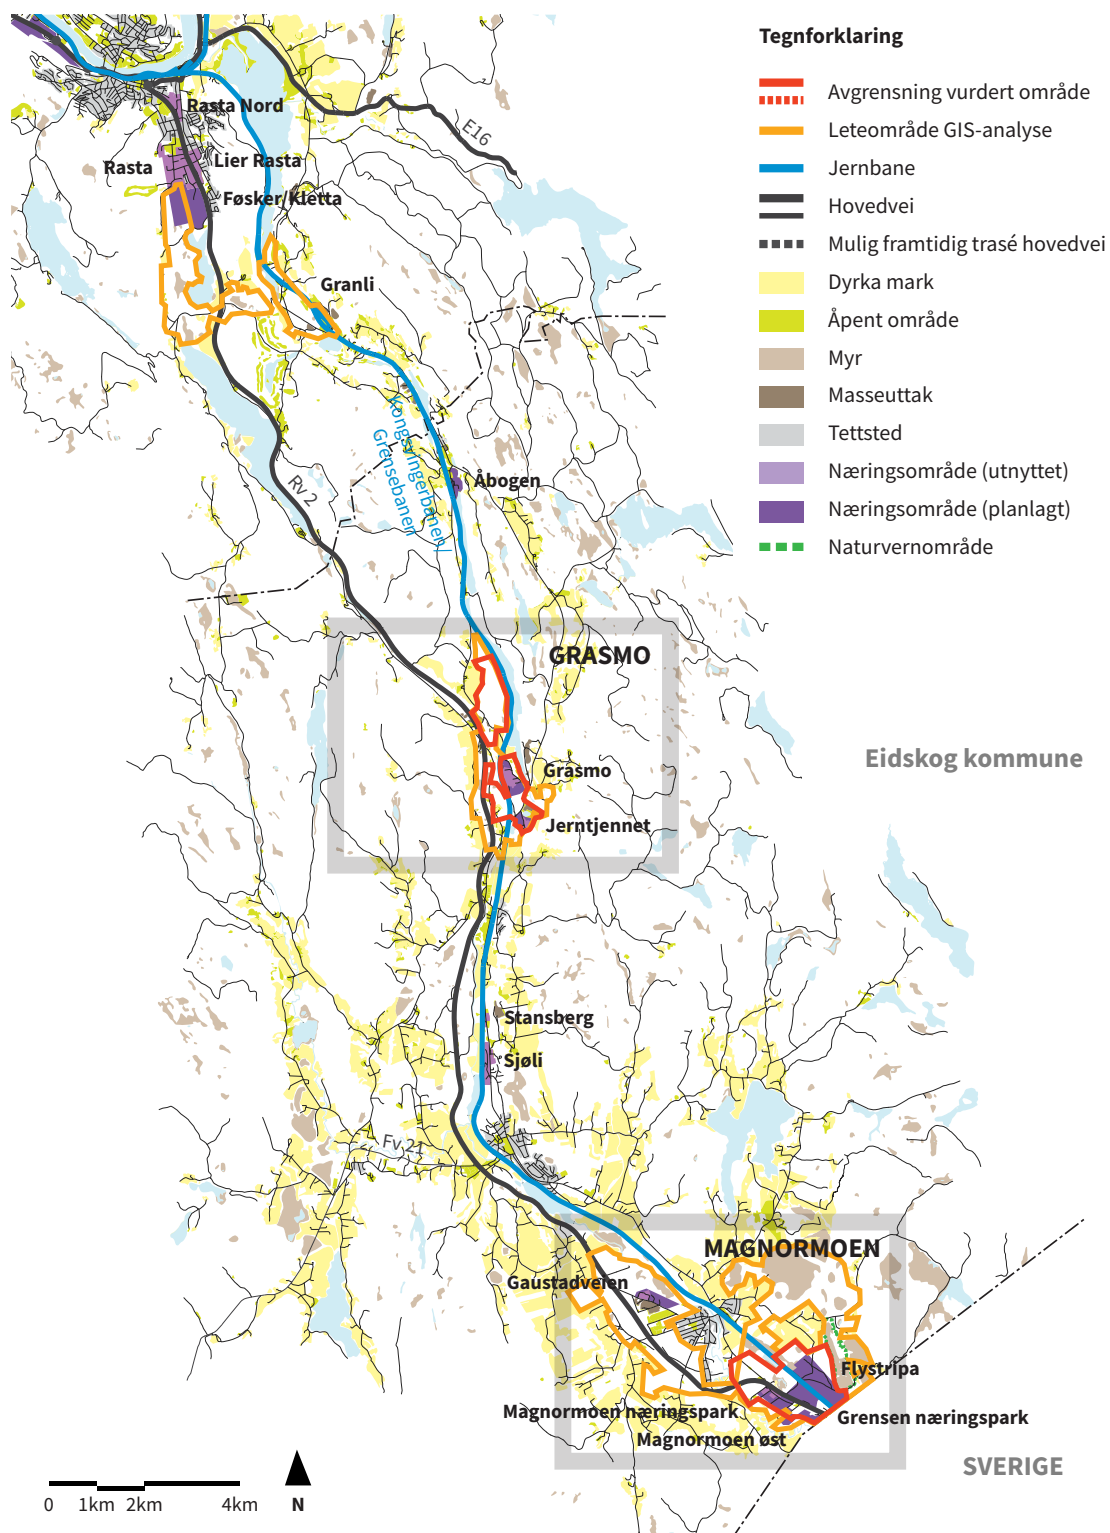 Tegnforklaring
Avgrensning vurdert område
Leteområde GIS-analyse
Jernbane
Hovedvei
Mulig framtidig trasé hovedvei
Dyrka mark
Åpent område
Myr
Masseuttak
Tettsted
Næringsområde (utnyttet)
Næringsområde (planlagt)
Naturvernområde
Rasta Nord
E16
Lier Rasta
Rasta
Føsker/Kletta
Granli
Kongsvingerbanen/
Grensebanen
Åbogen
Rv 2
GRASMO
Eidskog kommune
Grasmo
Jerntjennet
Stansberg
Sjøli
Fv 21
MAGNORMOEN
Gaustadveien
Flystripa
Magnormoen næringspark
Grensen næringspark
Magnormoen øst
SVERIGE
0 1km 2km 4km N